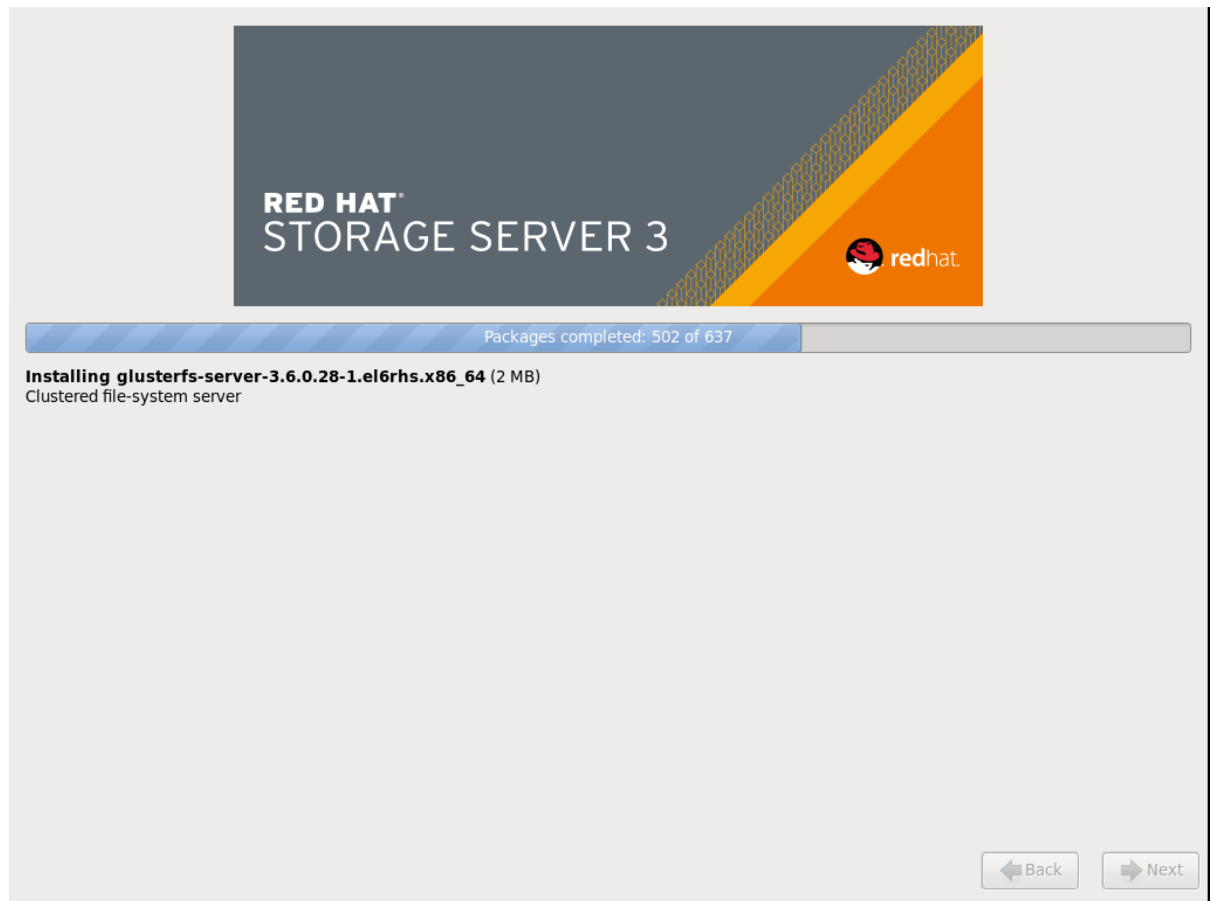 RED HAT®
STORAGE SERVER 3
redhat.
Packages completed: 502 of 637
Installing glusterfs-server-3.6.0.28-1.el6rhs.x86_64 (2 MB)
Clustered file-system server
Back
Next